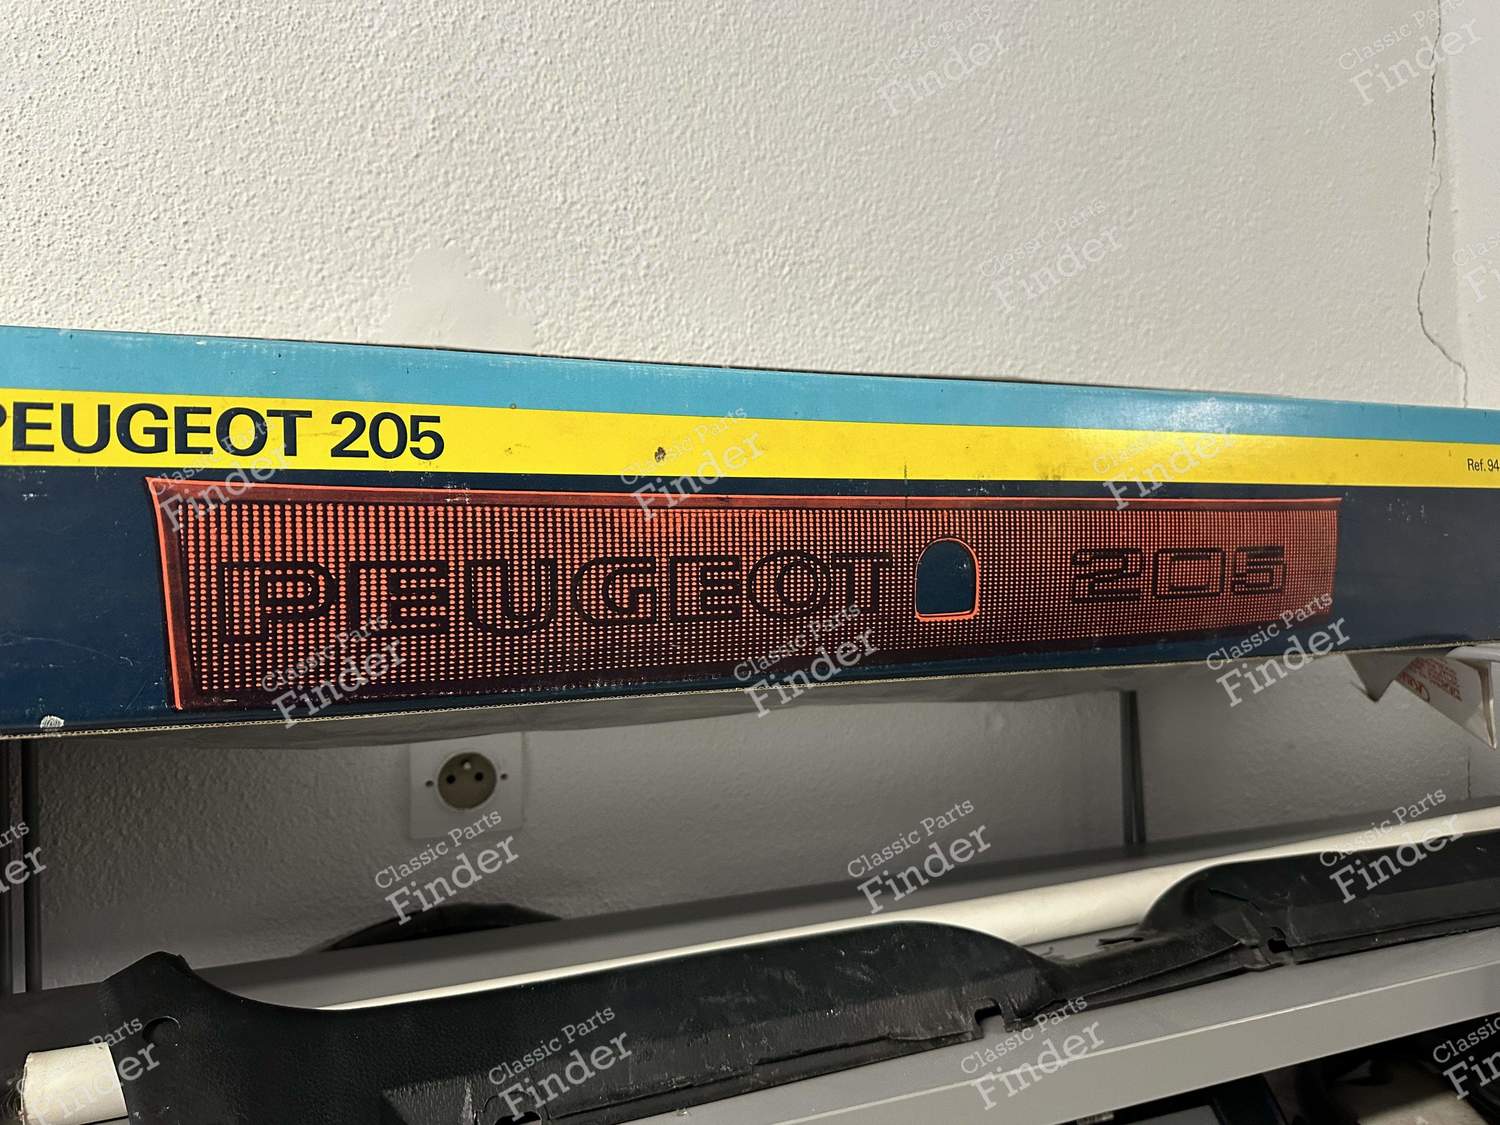 PEUGEOT 205
Ref. 94
PEUGEOT 205
Classic Parts
Finder